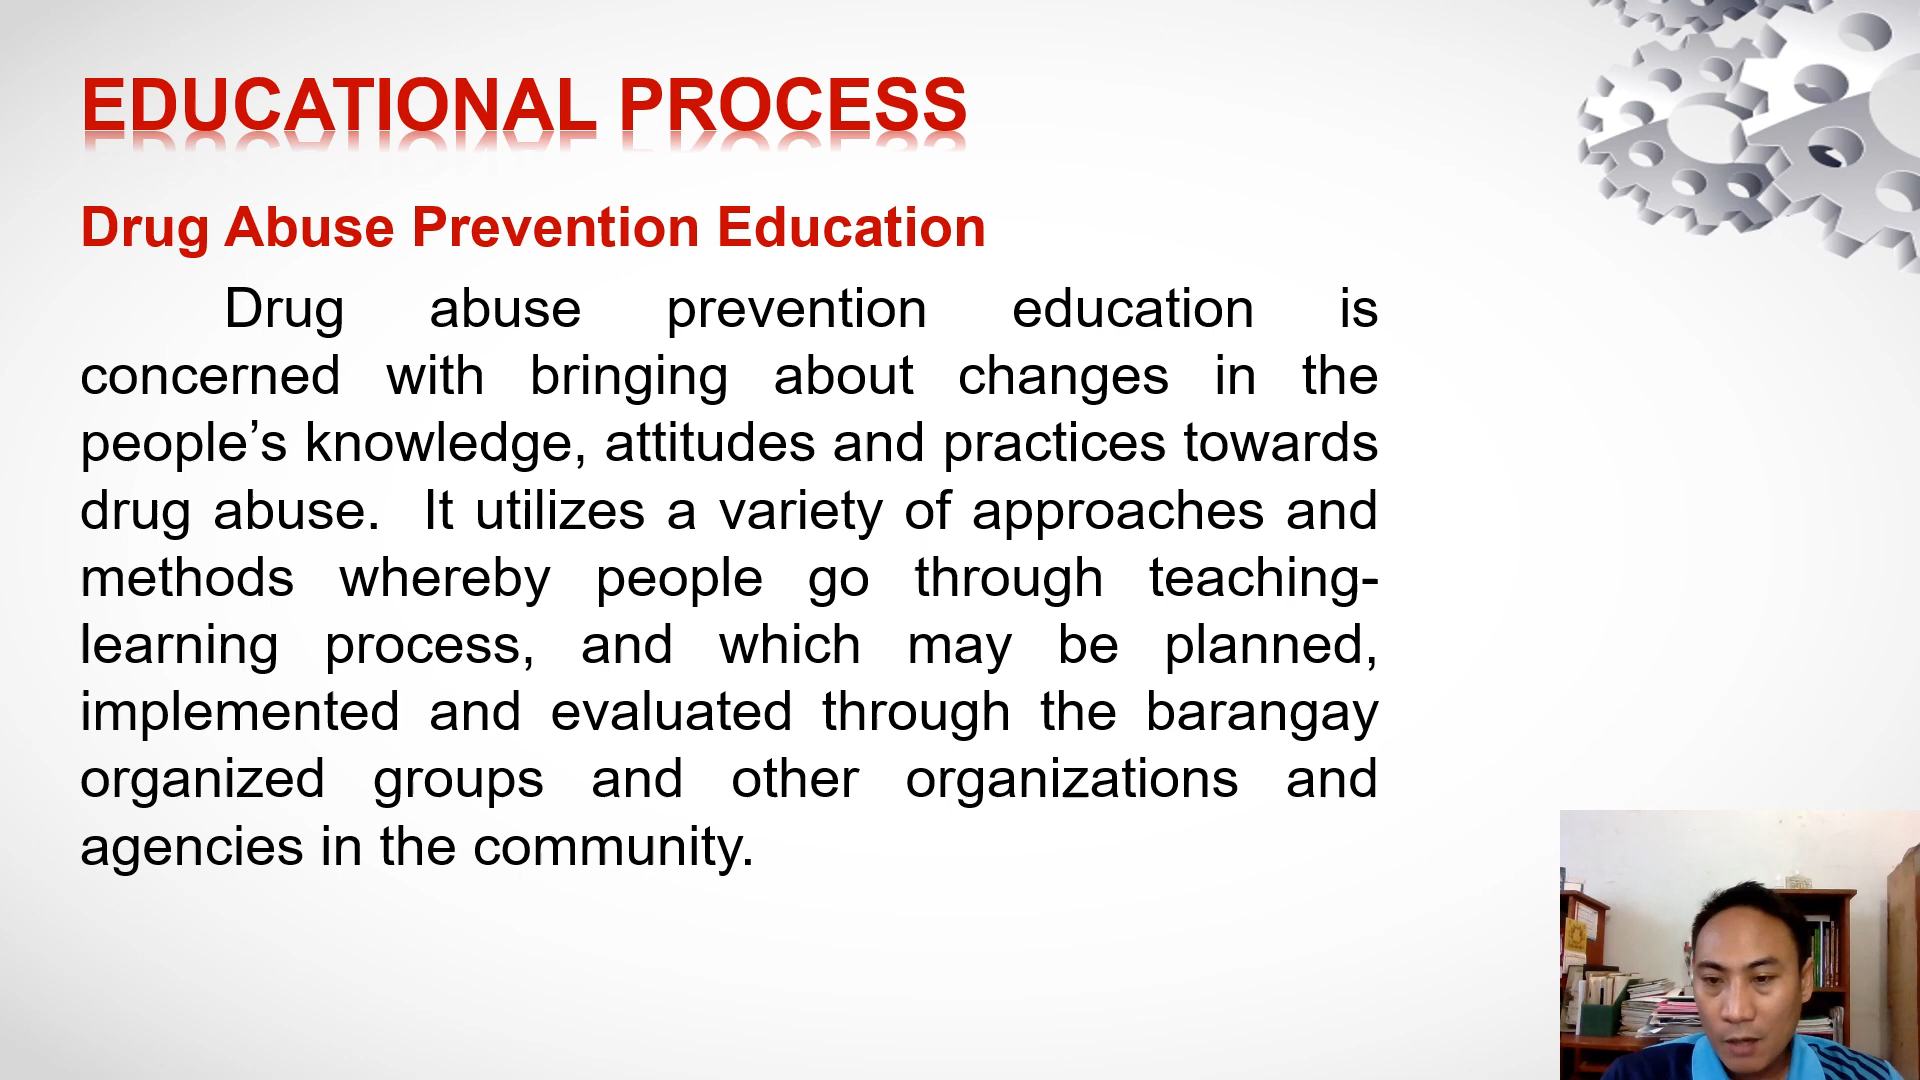 EDUCATIONAL PROCESS
Drug Abuse Prevention Education
Drug abuse prevention education is
concerned with bringing about changes in the
people’s knowledge, attitudes and practices towards
drug abuse.  It utilizes a variety of approaches and
methods whereby people go through teaching-
learning process, and which may be planned,
implemented and evaluated through the barangay
organized groups and other organizations and
agencies in the community.